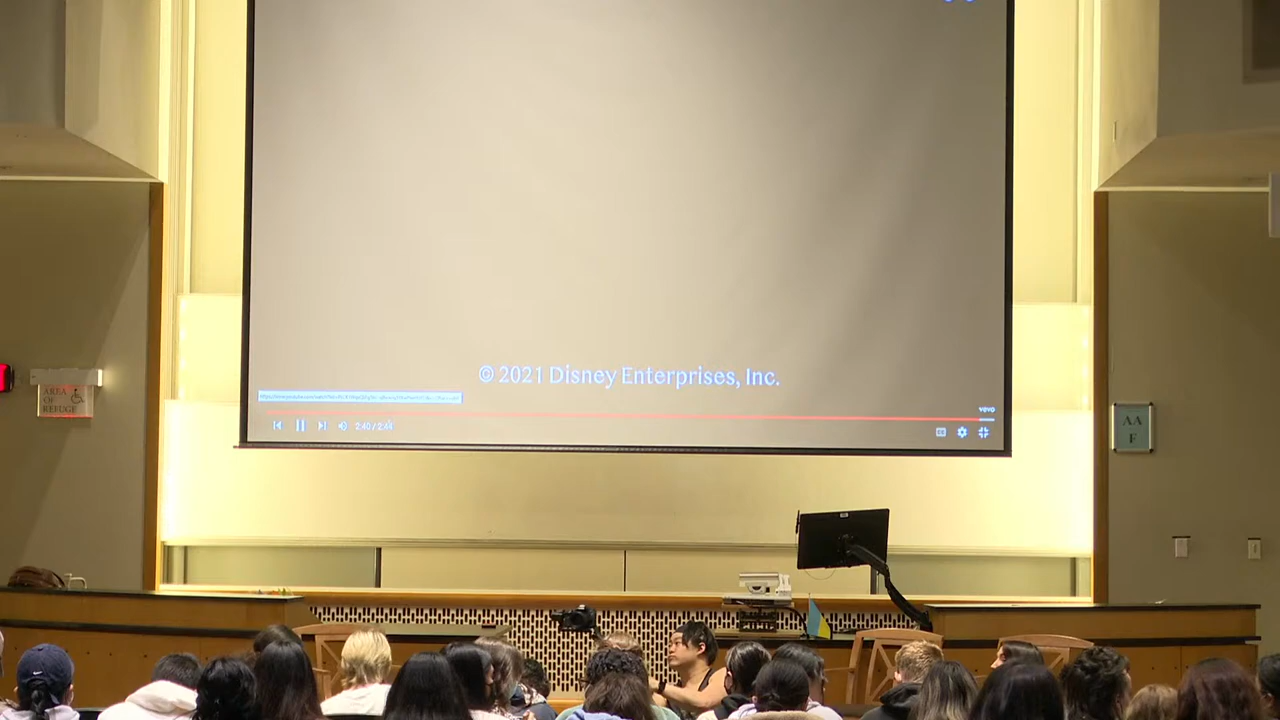 © 2021 Disney Enterprises, Inc.
vevo
2:40 / 2:44
AREA
OF
REFUGE
AA
F